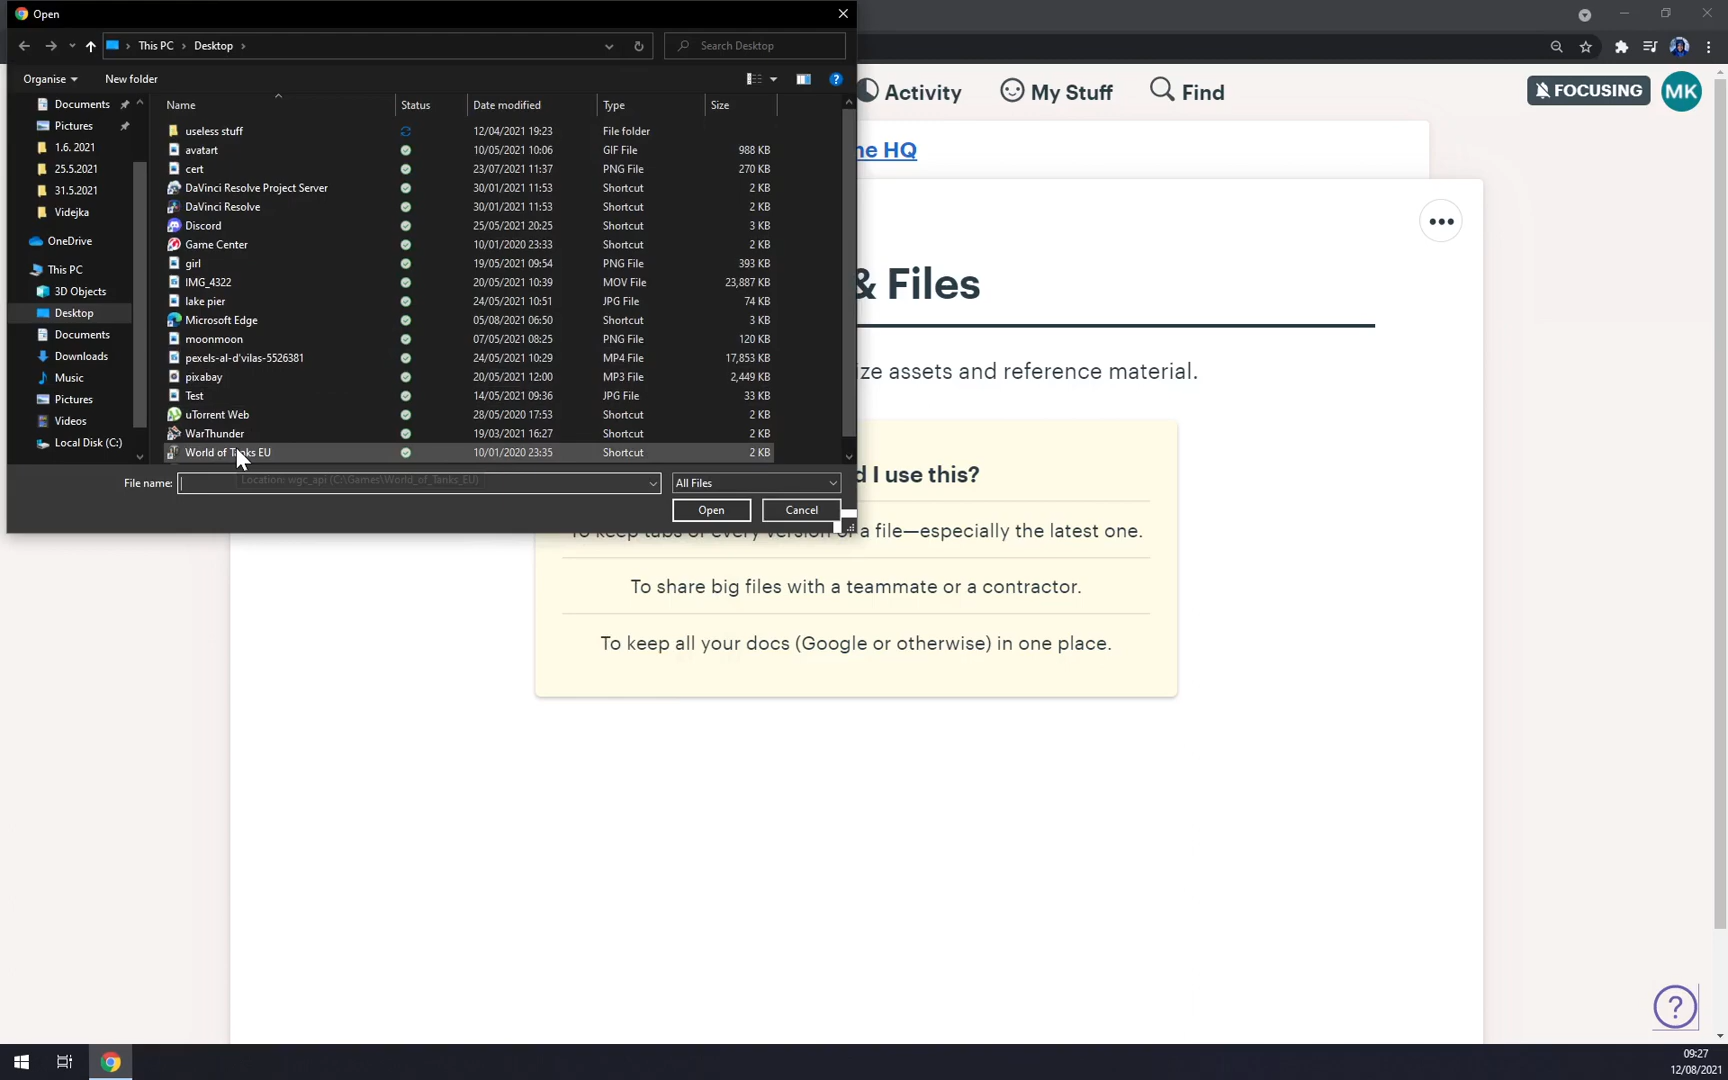 Open
This PC
Desktop
Search Desktop
Organise
New folder
Documents
Pictures
1.6. 2021
25.5.2021
31.5.2021
Videjka
OneDrive
This PC
3D Objects
Desktop
Documents
Downloads
Music
Pictures
Videos
Local Disk (C:)
Name Status Date modified Type Size
useless stuff 12/04/2021 19:23 File folder
avatart 10/05/2021 10:06 GIF File 988 KB
cert 23/07/2021 11:37 PNG File 270 KB
DaVinci Resolve Project Server 30/01/2021 11:53 Shortcut 2 KB
DaVinci Resolve 30/01/2021 11:53 Shortcut 2 KB
Discord 25/05/2021 20:25 Shortcut 3 KB
Game Center 10/01/2020 23:33 Shortcut 2 KB
girl 19/05/2021 09:54 PNG File 393 KB
IMG_4322 20/05/2021 10:39 MOV File 23,887 KB
lake pier 24/05/2021 10:51 JPG File 74 KB
Microsoft Edge 05/08/2021 06:50 Shortcut 3 KB
moonmoon 07/05/2021 08:25 PNG File 120 KB
pexels-al-d'vilas-5526381 24/05/2021 10:29 MP4 File 17,853 KB
pixabay 20/05/2021 12:00 MP3 File 2,449 KB
Test 14/05/2021 09:36 JPG File 33 KB
uTorrent Web 28/05/2020 17:53 Shortcut 2 KB
WarThunder 19/03/2021 16:27 Shortcut 2 KB
World of Tanks EU 10/01/2020 23:35 Shortcut 2 KB
Location: wgc_api (C:\Games\World_of_Tanks_EU)
File name:
All Files
Open
Cancel
Activity
My Stuff
Find
FOCUSING
MK
ne HQ
& Files
ize assets and reference material.
d I use this?
To keep tabs of every version of a file—especially the latest one.
To share big files with a teammate or a contractor.
To keep all your docs (Google or otherwise) in one place.
?
09:27
12/08/2021